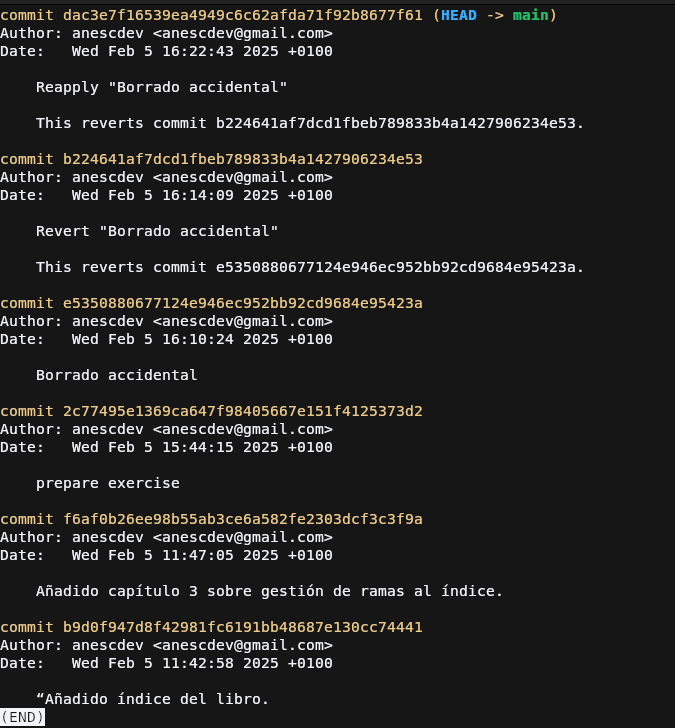 commit dac3e7f16539ea4949c6c62afda71f92b8677f61 (HEAD -> main)
Author: anescdev <anescdev@gmail.com>
Date:   Wed Feb 5 16:22:43 2025 +0100
    Reapply "Borrado accidental"
    This reverts commit b224641af7dcd1fbeb789833b4a1427906234e53.
commit b224641af7dcd1fbeb789833b4a1427906234e53
Author: anescdev <anescdev@gmail.com>
Date:   Wed Feb 5 16:14:09 2025 +0100
    Revert "Borrado accidental"
    This reverts commit e5350880677124e946ec952bb92cd9684e95423a.
commit e5350880677124e946ec952bb92cd9684e95423a
Author: anescdev <anescdev@gmail.com>
Date:   Wed Feb 5 16:10:24 2025 +0100
    Borrado accidental
commit 2c77495e1369ca647f98405667e151f4125373d2
Author: anescdev <anescdev@gmail.com>
Date:   Wed Feb 5 15:44:15 2025 +0100
    prepare exercise
commit f6af0b26ee98b55ab3ce6a582fe2303dcf3c3f9a
Author: anescdev <anescdev@gmail.com>
Date:   Wed Feb 5 11:47:05 2025 +0100
    Añadido capítulo 3 sobre gestión de ramas al índice.
commit b9d0f947d8f42981fc6191bb48687e130cc74441
Author: anescdev <anescdev@gmail.com>
Date:   Wed Feb 5 11:42:58 2025 +0100
    “Añadido índice del libro.
(END)